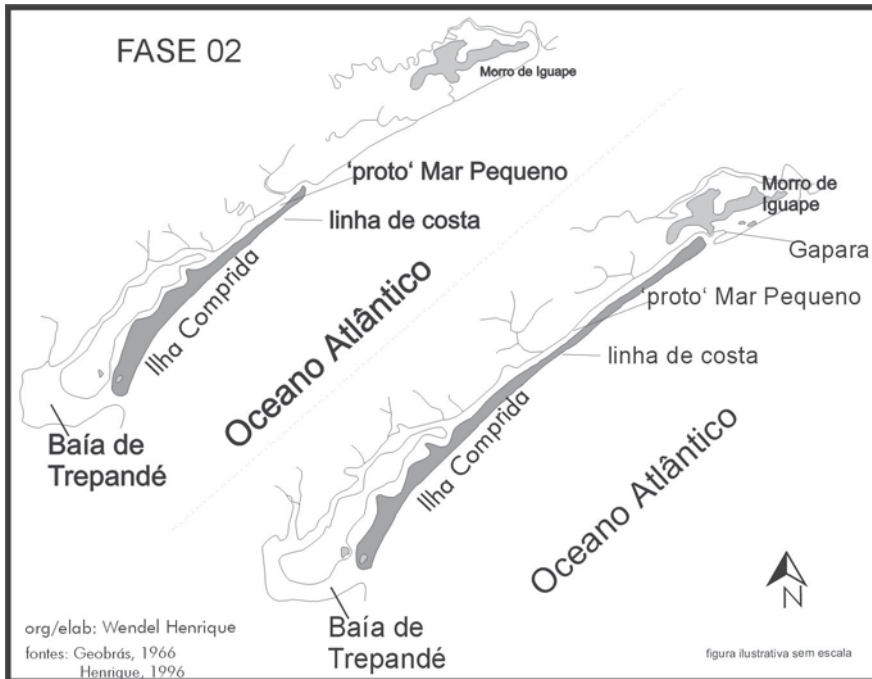 FASE 02
Morro de Iguape
'proto' Mar Pequeno
linha de costa
Ilha Comprida
Oceano Atlântico
Baía de
Trepandé
Morro de
Iguape
Gapara
'proto' Mar Pequeno
linha de costa
Ilha Comprida
Oceano Atlântico
Baía de
Trepandé
N
org/elab: Wendel Henrique
fontes: Geobrás, 1966
Henrique, 1996
figura ilustrativa sem escala